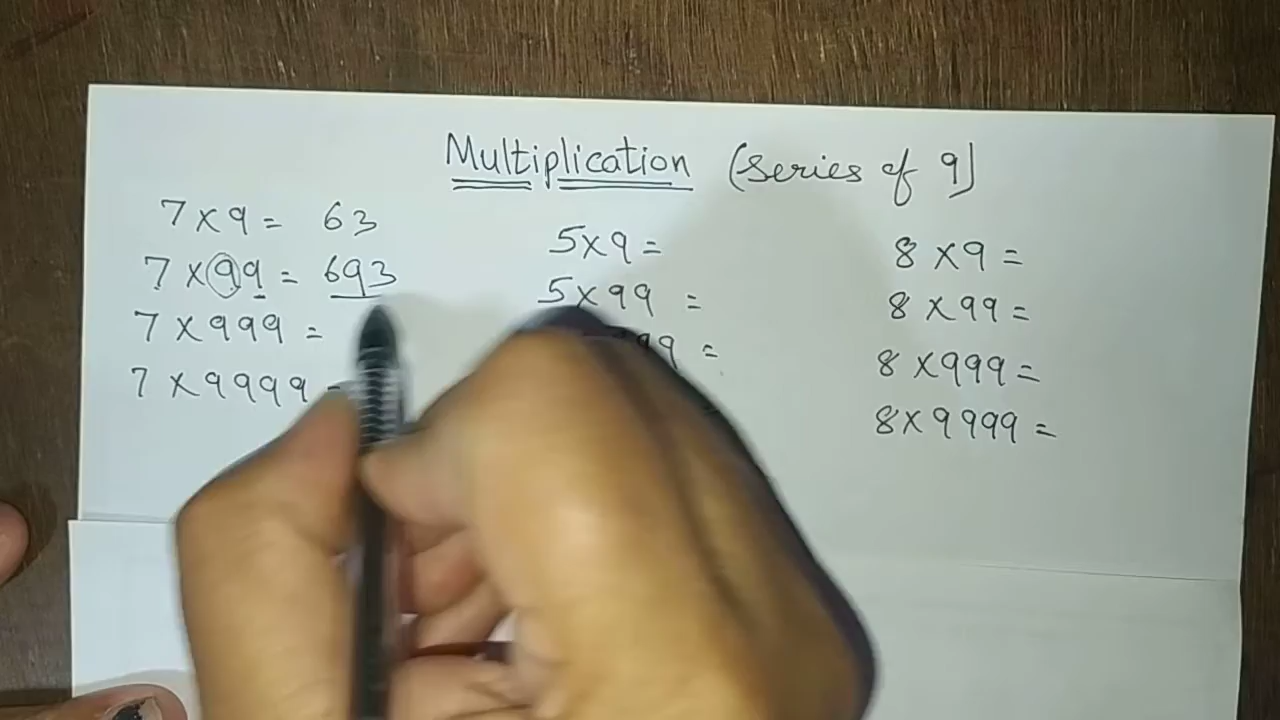 Multiplication (Series of 9)
7 x 9 = 63
7 x 99 = 693
7 x 999 =
7 x 9999
5 x 9 =
5 x 99 =
99 =
8 x 9 =
8 x 99 =
8 x 999 =
8 x 9999 =